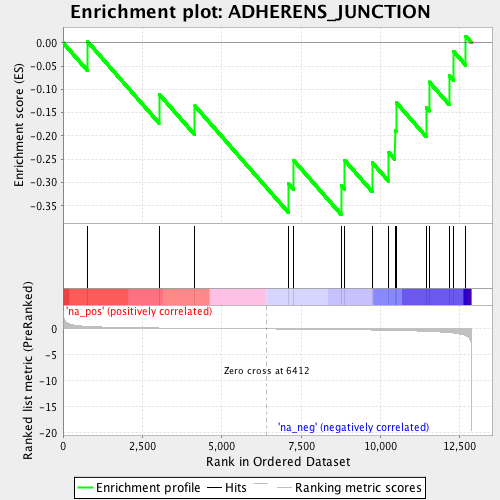 Enrichment plot: ADHERENS_JUNCTION
Enrichment score (ES)
0.00
-0.05
-0.10
-0.15
-0.20
-0.25
-0.30
-0.35
'na_pos' (positively correlated)
Ranked list metric (PreRanked)
0
-5
-10
-15
-20
Zero cross at 6412
'na_neg' (negatively correlated)
0
2,500
5,000
7,500
10,000
12,500
Rank in Ordered Dataset
Enrichment profile
Hits
Ranking metric scores